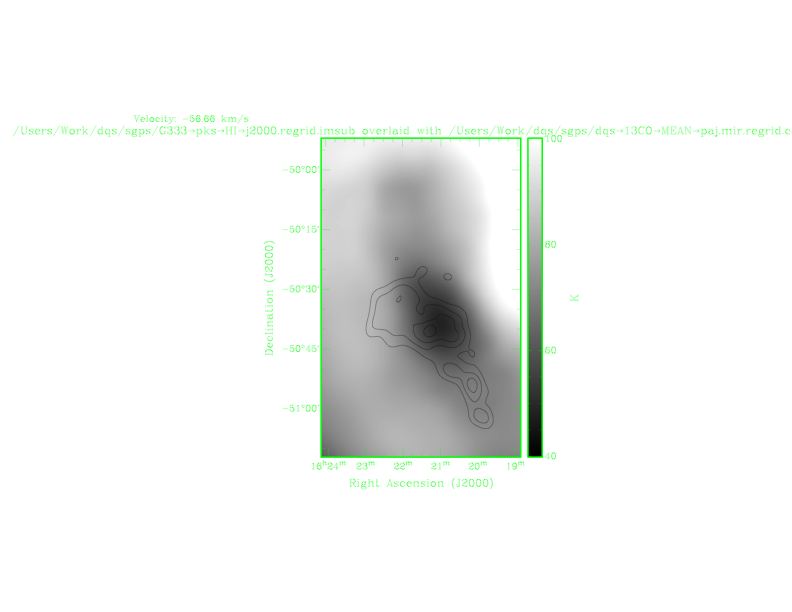 Velocity: -56.66 km/s
/Users/Work/dqs/sgps/G333→pks→HI→j2000.regrid.imsub overlaid with /Users/Work/dqs/sgps/dqs→13CO→MEAN→paj.mir.regrid.c
100
-50°00'
-50°15'
80
-50°30'
K
Declination (J2000)
-50°45'
60
-51°00'
40
16h24m 23m 22m 21m 20m 19m
Right Ascension (J2000)